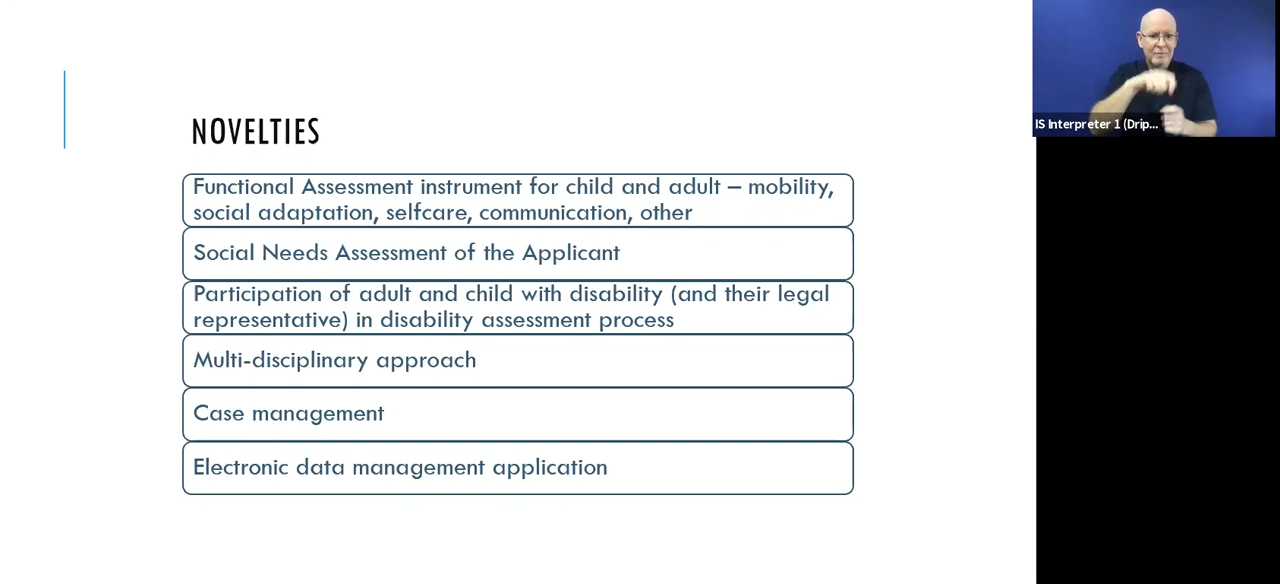 NOVELTIES
Functional Assessment instrument for child and adult – mobility,
social adaptation, selfcare, communication, other
Social Needs Assessment of the Applicant
Participation of adult and child with disability (and their legal
representative) in disability assessment process
Multi-disciplinary approach
Case management
Electronic data management application
IS Interpreter 1 (Drip...